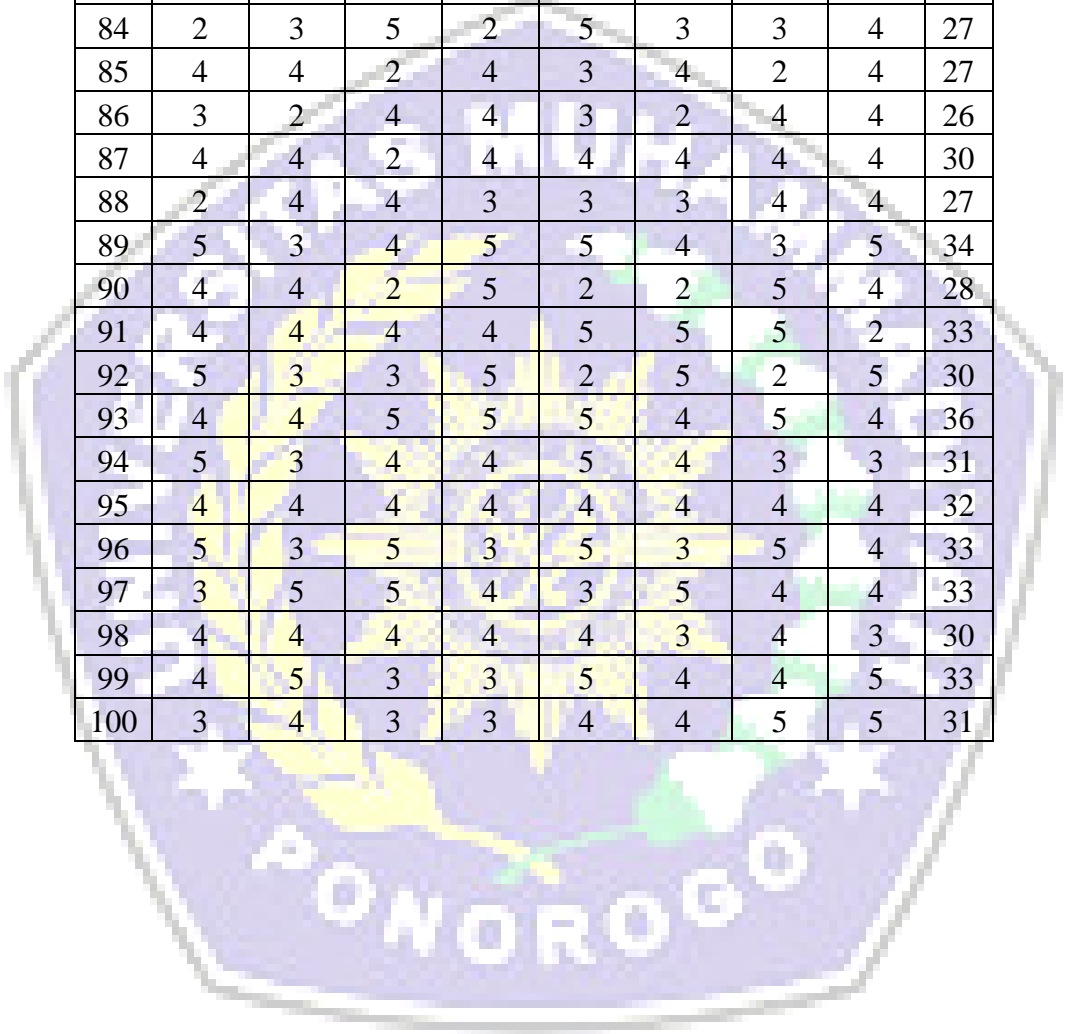 84 2 3 5 2 5 3 3 4 27
85 4 4 2 4 3 4 2 4 27
86 3 2 4 4 3 2 4 4 26
87 4 4 2 4 4 4 4 4 30
88 2 4 4 3 3 3 4 4 27
89 5 3 4 5 5 4 3 5 34
90 4 4 2 5 2 2 5 4 28
91 4 4 4 4 5 5 5 2 33
92 5 3 3 5 2 5 2 5 30
93 4 4 5 5 5 4 5 4 36
94 5 3 4 4 5 4 3 3 31
95 4 4 4 4 4 4 4 4 32
96 5 3 5 3 5 3 5 4 33
97 3 5 5 4 3 5 4 4 33
98 4 4 4 4 4 3 4 3 30
99 4 5 3 3 5 4 4 5 33
100 3 4 3 3 4 4 5 5 31
PONOROGO